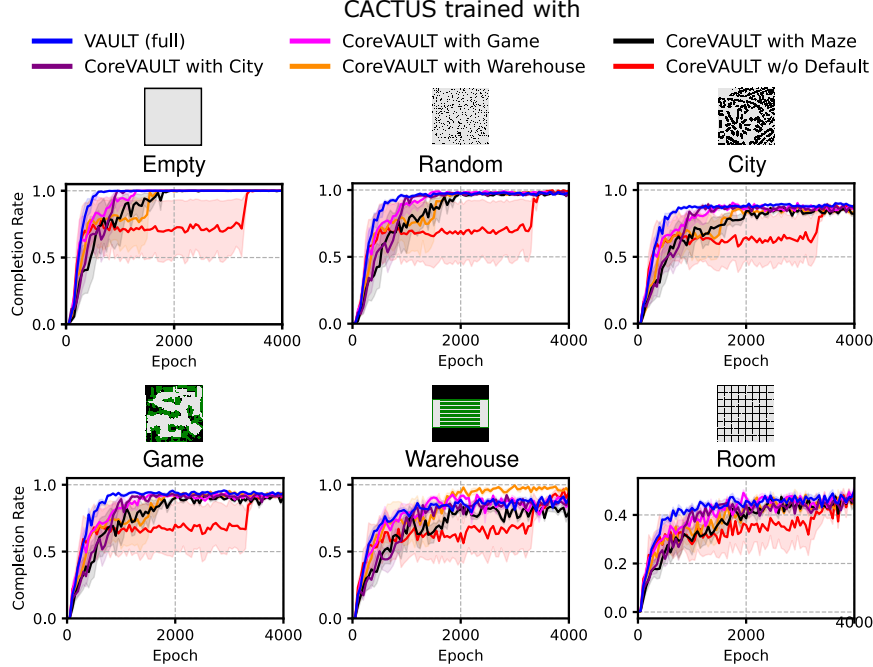 CACTUS trained with
VAULT (full)
CoreVAULT with Game
CoreVAULT with Maze
CoreVAULT with City
CoreVAULT with Warehouse
CoreVAULT w/o Default
Empty
Random
City
Completion Rate
1.0
0.5
0.0
0
2000
4000
Epoch
1.0
0.5
0.0
0
2000
4000
Epoch
1.0
0.5
0.0
0
2000
4000
Epoch
Game
Warehouse
Room
Completion Rate
1.0
0.5
0.0
0
2000
4000
Epoch
1.0
0.5
0.0
0
2000
4000
Epoch
0.4
0.2
0.0
0
2000
4000
Epoch